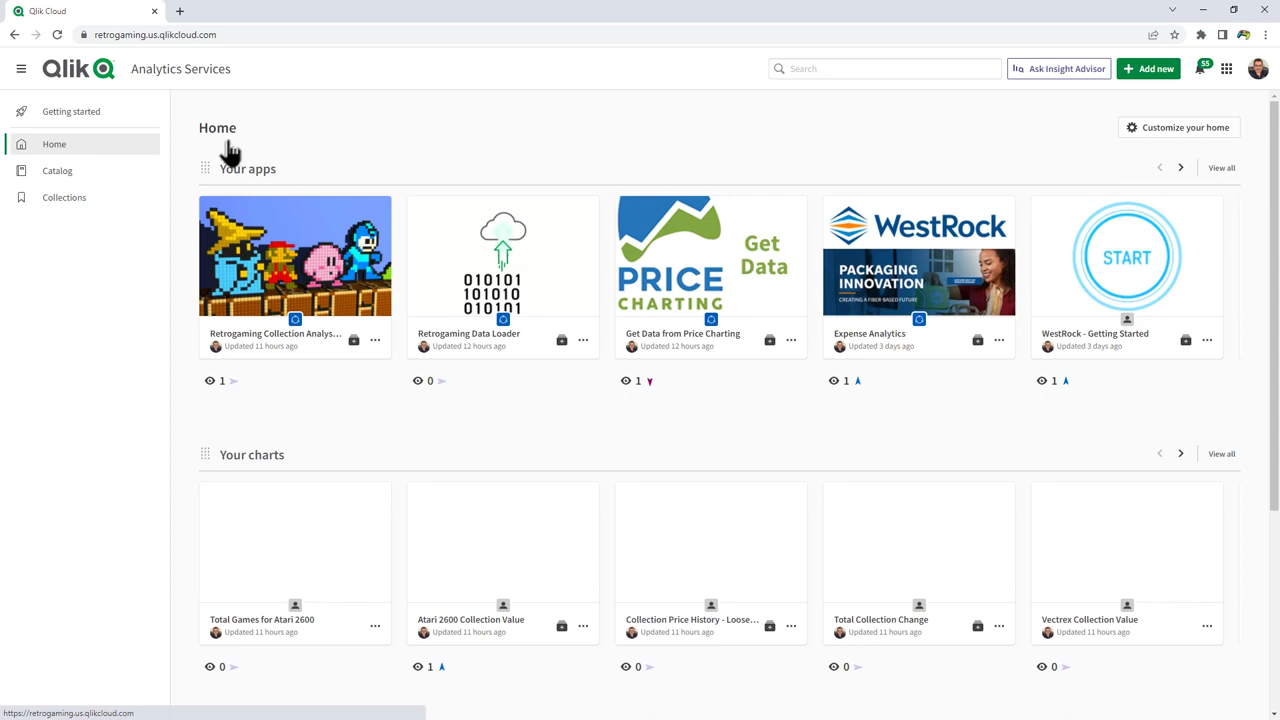 Qlik Cloud
retrogaming.us.qlikcloud.com
Qlik
Analytics Services
Search
Ask Insight Advisor
Add new
55
Getting started
Home
Catalog
Collections
Home
Customize your home
Your apps
View all
PRICE
CHARTING
Get
Data
WestRock
PACKAGING
INNOVATION
CREATING A FIBER-BASED FUTURE
START
010101
101010
010101
Retrogaming Collection Analys...
Updated 11 hours ago
Retrogaming Data Loader
Updated 12 hours ago
Get Data from Price Charting
Updated 12 hours ago
Expense Analytics
Updated 3 days ago
WestRock - Getting Started
Updated 3 days ago
1
0
1
1
1
Your charts
View all
Total Games for Atari 2600
Updated 11 hours ago
Atari 2600 Collection Value
Updated 11 hours ago
Collection Price History - Loose...
Updated 11 hours ago
Total Collection Change
Updated 11 hours ago
Vectrex Collection Value
Updated 11 hours ago
0
1
0
0
0
https://retrogaming.us.qlikcloud.com